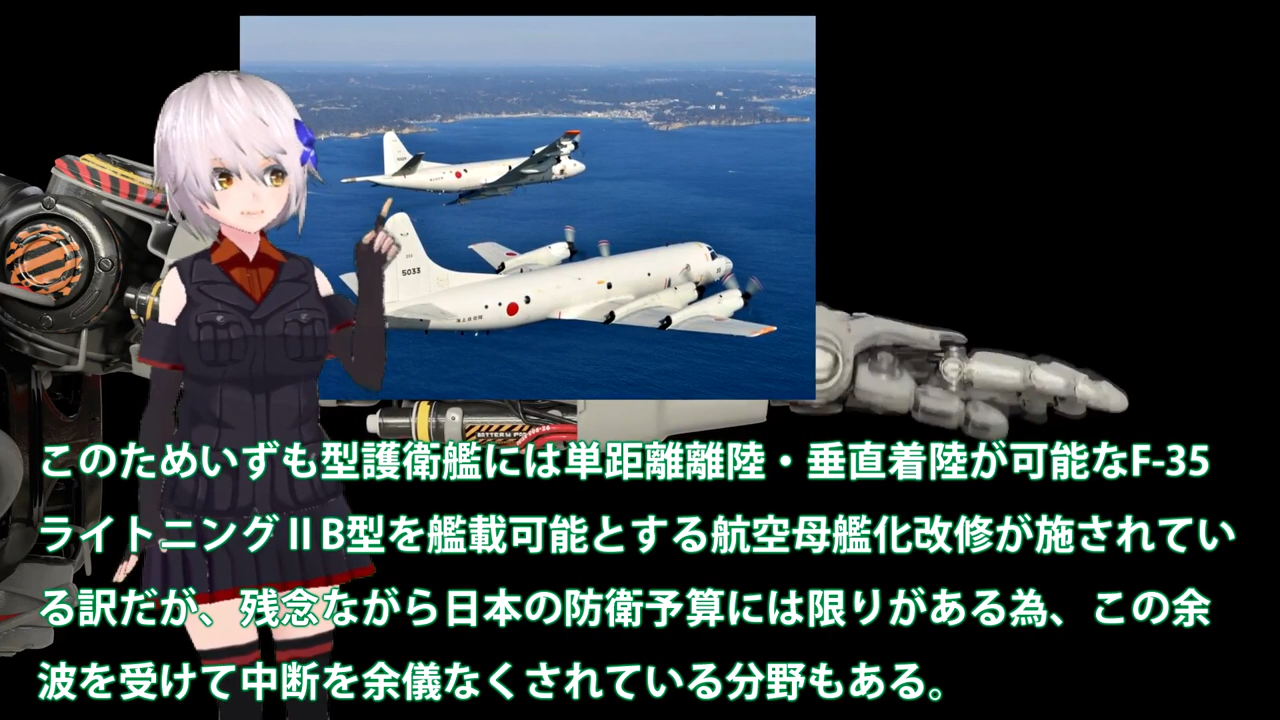 5033
BATTERY
このためいずも型護衛艦には単距離離陸・垂直着陸が可能なF-35
ライトニングⅡB型を艦載可能とする航空母艦化改修が施されてい
る訳だが、残念ながら日本の防衛予算には限りがある為、この余
波を受けて中断を余儀なくされている分野もある。